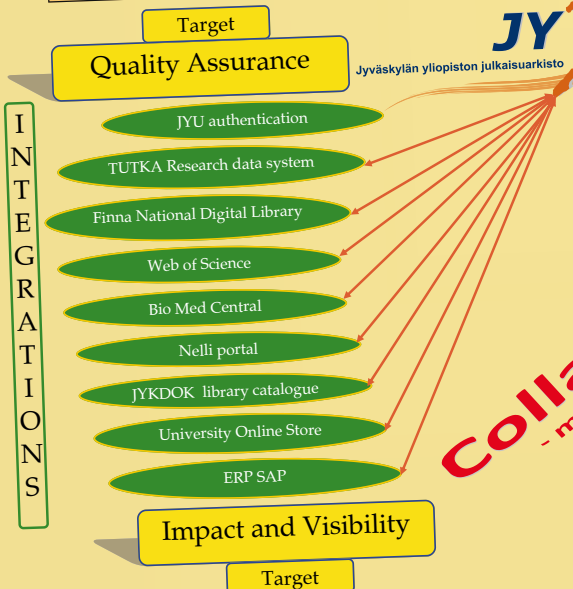 Target
Quality Assurance
JY
Jyväskylän yliopiston julkaisuarkisto
INTEGRATIONS
JYU authentication
TUTKA Research data system
Finna National Digital Library
Web of Science
Bio Med Central
Nelli portal
JYKDOK library catalogue
University Online Store
ERP SAP
Impact and Visibility
Target